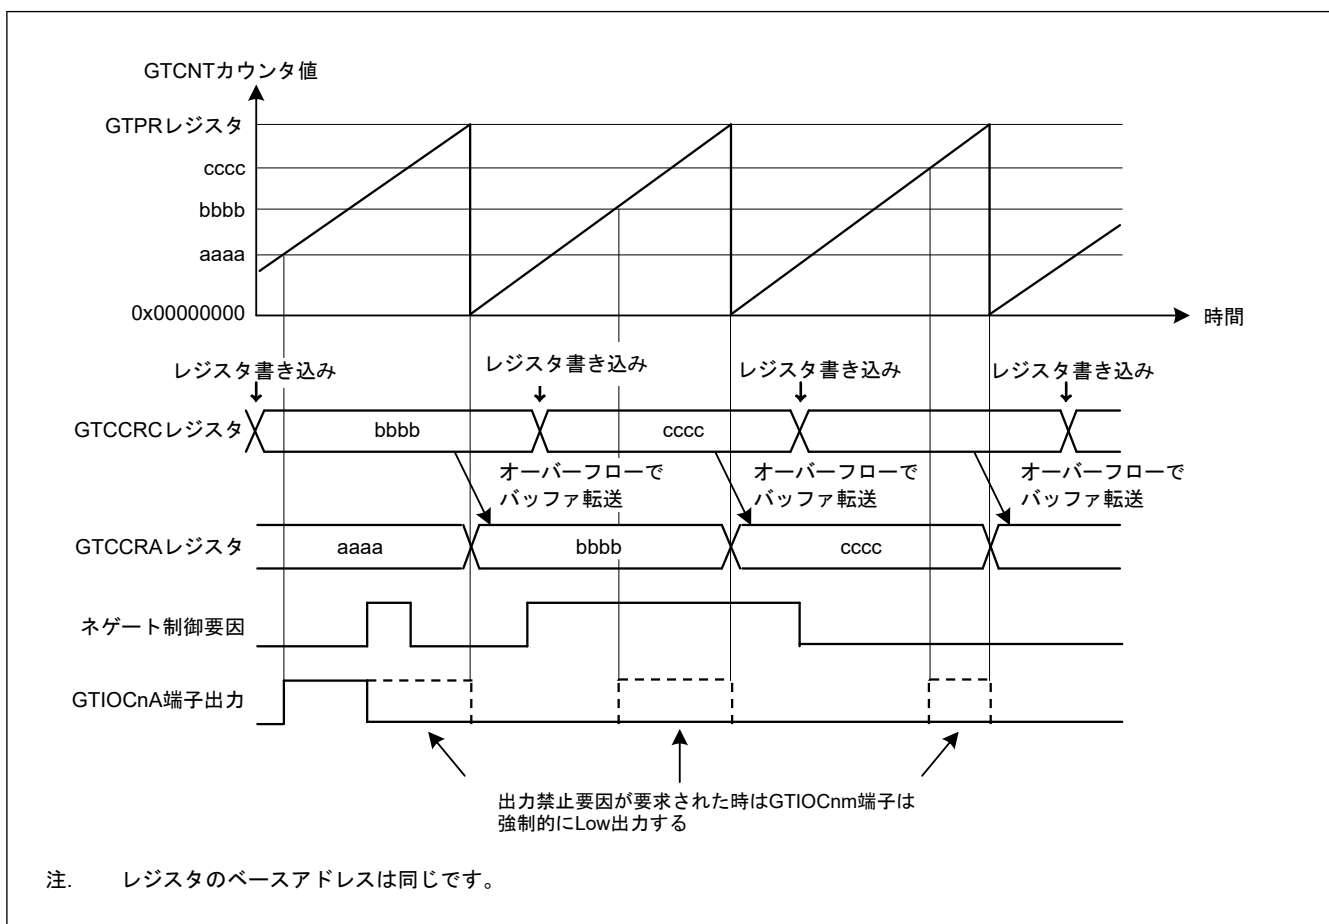 GTCNTカウンタ値
GTPRレジスタ
cccc
bbbb
aaaa
0x00000000
時間
レジスタ書き込み
レジスタ書き込み
レジスタ書き込み
レジスタ書き込み
GTCCRCレジスタ
bbbb
cccc
オーバーフローで
バッファ転送
オーバーフローで
バッファ転送
オーバーフローで
バッファ転送
GTCCRAレジスタ
aaaa
bbbb
cccc
ネゲート制御要因
GTIOCnA端子出力
出力禁止要因が要求された時はGTIOCnm端子は
強制的にLow出力する
注. レジスタのベースアドレスは同じです。